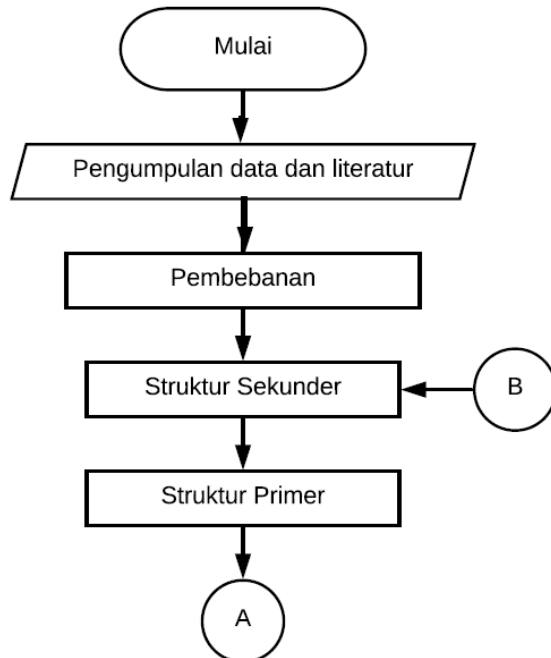 Mulai
Pengumpulan data dan literatur
Pembebanan
Struktur Sekunder
B
Struktur Primer
A